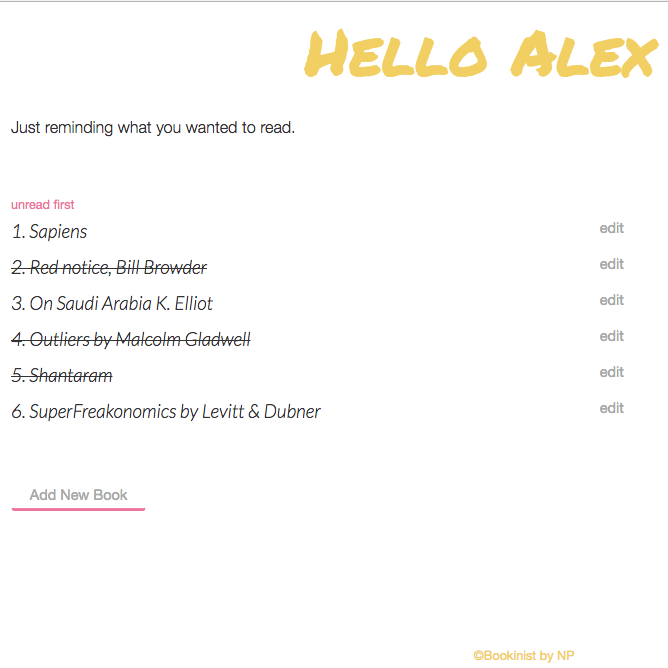 Hello Alex
Just reminding what you wanted to read.
unread first
1. Sapiens edit
2. Red notice, Bill Browder edit
3. On Saudi Arabia K. Elliot edit
4. Outliers by Malcolm Gladwell edit
5. Shantaram edit
6. SuperFreakonomics by Levitt & Dubner edit
Add New Book
©Bookinist by NP